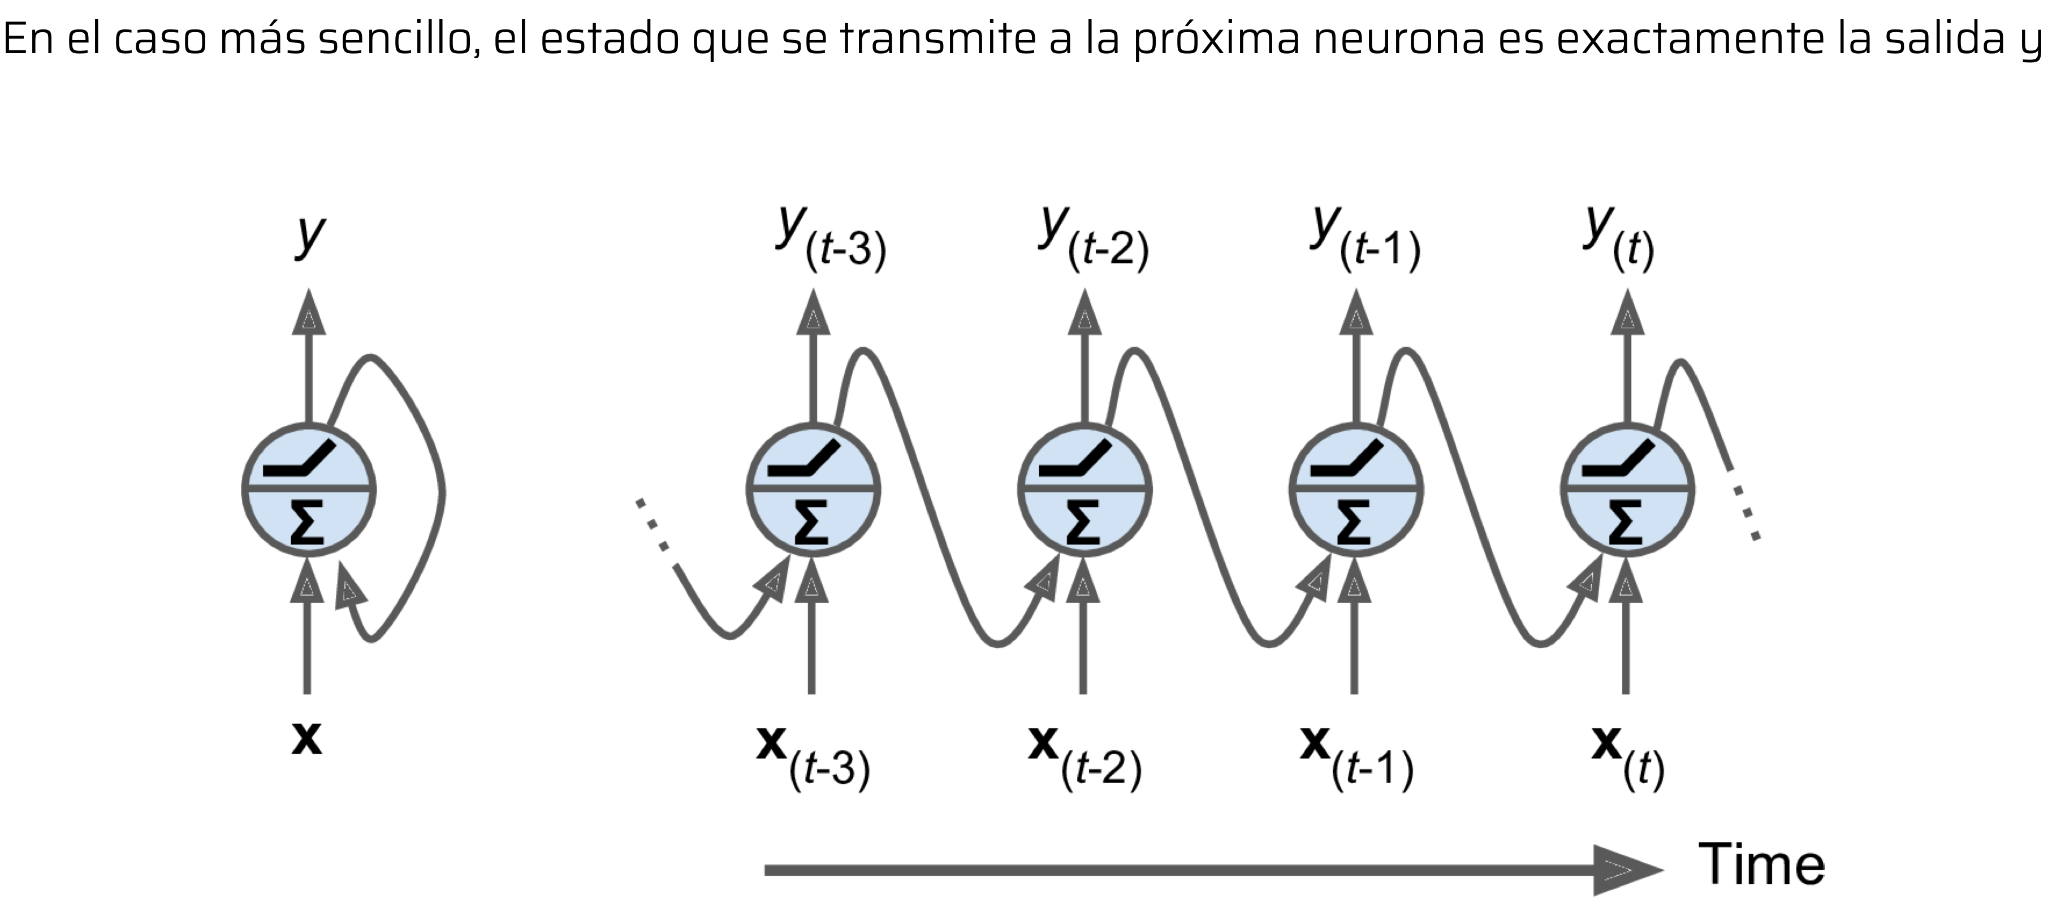 En el caso más sencillo, el estado que se transmite a la próxima neurona es exactamente la salida y
y y(t-3) y(t-2) y(t-1) y(t)
Σ Σ Σ Σ Σ
x x(t-3) x(t-2) x(t-1) x(t)
Time